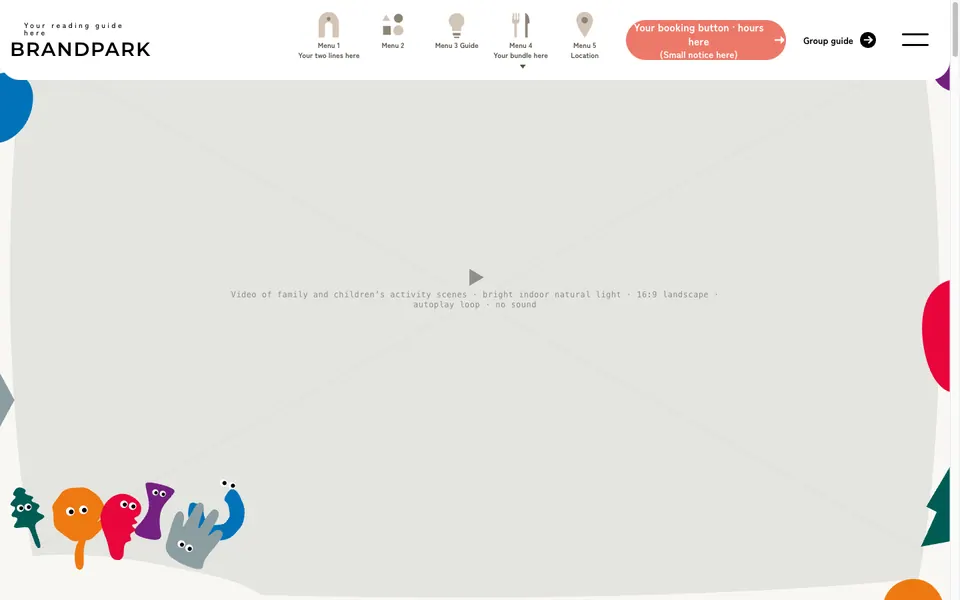 Your reading guide
here
BRANDPARK
Menu 1
Your two lines here
Menu 2
Menu 3 Guide
Menu 4
Your bundle here
Menu 5
Location
Your booking button · hours
here
(Small notice here)
Group guide
Video of family and children's activity scenes · bright indoor natural light · 16:9 landscape ·
autoplay loop · no sound